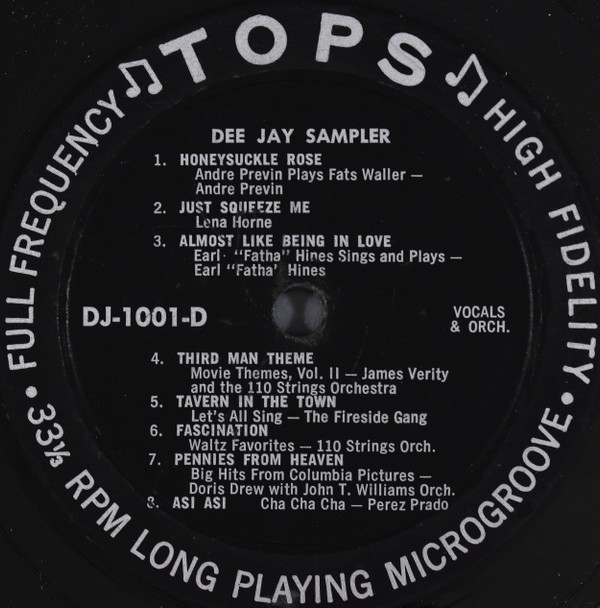 TOPS
HIGH FIDELITY
FULL FREQUENCY
33⅓ RPM LONG PLAYING MICROGROOVE
DEE JAY SAMPLER
1. HONEYSUCKLE ROSE
Andre Previn Plays Fats Waller —
Andre Previn
2. JUST SQUEEZE ME
Lena Horne
3. ALMOST LIKE BEING IN LOVE
Earl "Fatha" Hines Sings and Plays —
Earl "Fatha' Hines
DJ-1001-D
VOCALS
& ORCH.
4. THIRD MAN THEME
Movie Themes, Vol. II — James Verity
and the 110 Strings Orchestra
5. TAVERN IN THE TOWN
Let's All Sing — The Fireside Gang
6. FASCINATION
Waltz Favorites — 110 Strings Orch.
7. PENNIES FROM HEAVEN
Big Hits From Columbia Pictures —
Doris Drew with John T. Williams Orch.
8. ASI ASI Cha Cha Cha — Perez Prado